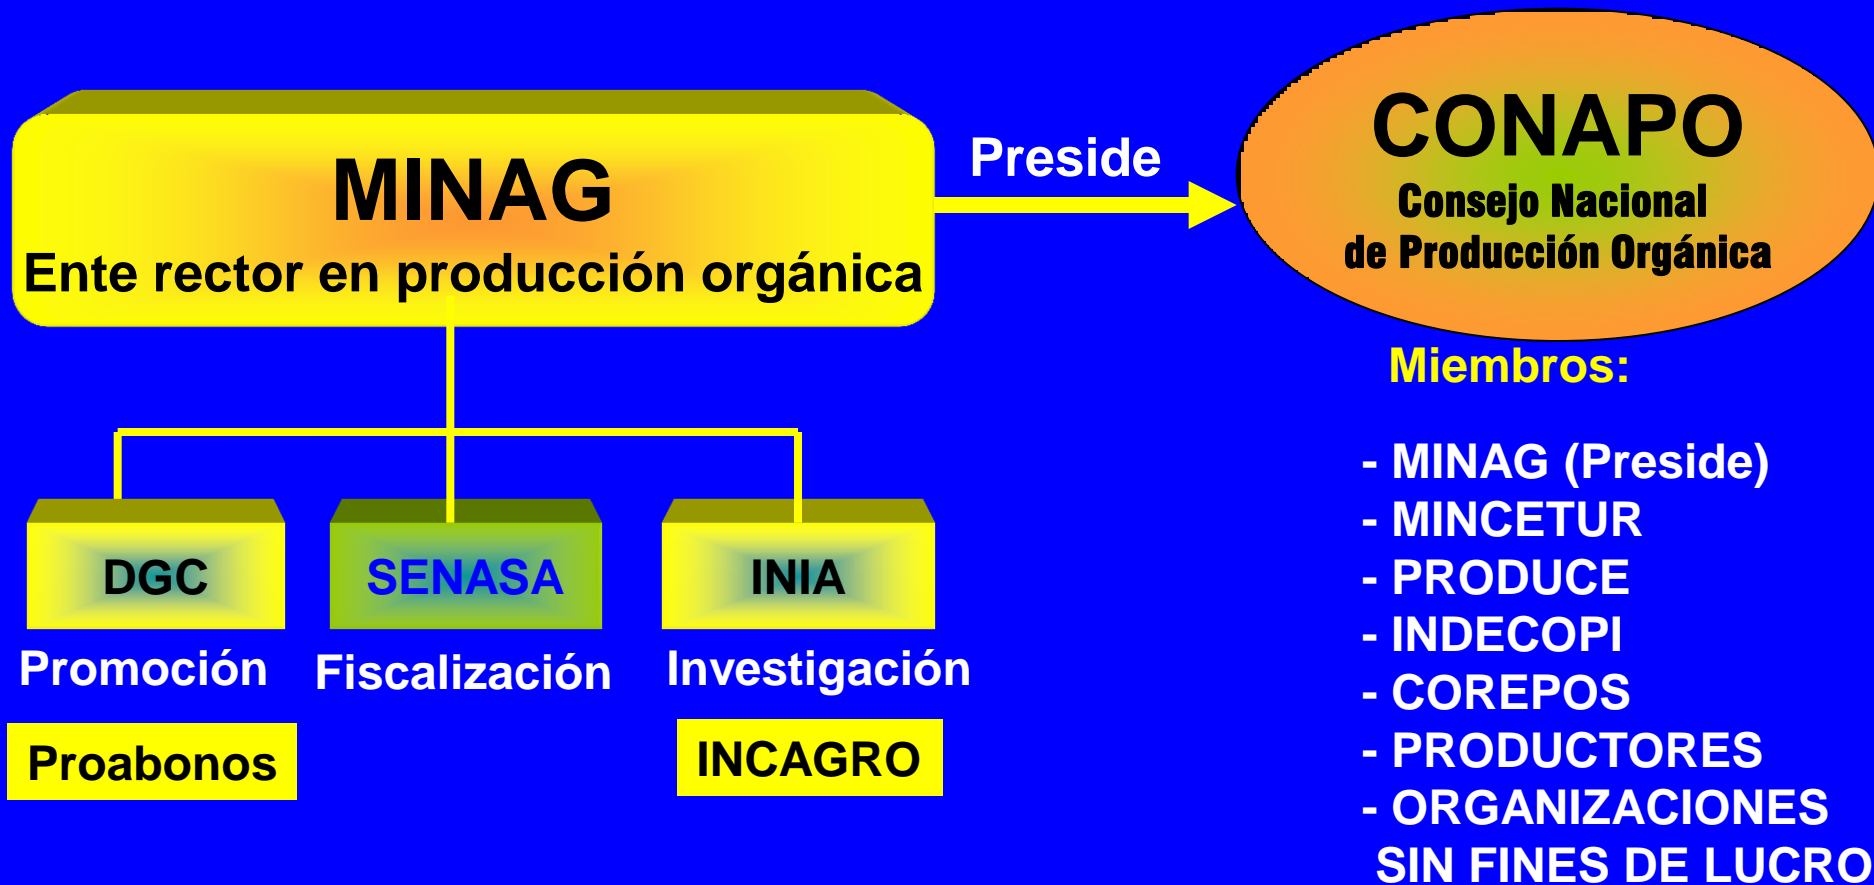 MINAG
Ente rector en producción orgánica
Preside
CONAPO
Consejo Nacional
de Producción Orgánica
DGC
SENASA
INIA
Promoción
Fiscalización
Investigación
Proabonos
INCAGRO
Miembros:
- MINAG (Preside)
- MINCETUR
- PRODUCE
- INDECOPI
- COREPOS
- PRODUCTORES
- ORGANIZACIONES
SIN FINES DE LUCRO